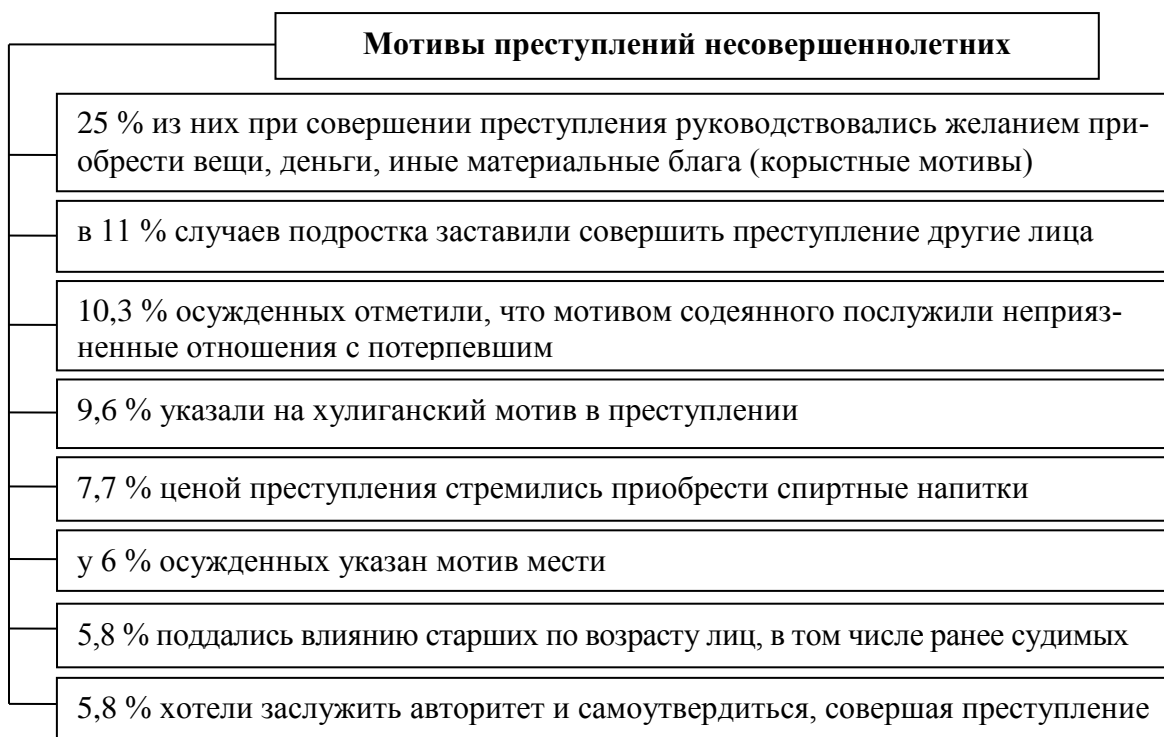 Мотивы преступлений несовершеннолетних
25 % из них при совершении преступления руководствовались желанием при-
обрести вещи, деньги, иные материальные блага (корыстные мотивы)
в 11 % случаев подростка заставили совершить преступление другие лица
10,3 % осужденных отметили, что мотивом содеянного послужили неприяз-
ненные отношения с потерпевшим
9,6 % указали на хулиганский мотив в преступлении
7,7 % ценой преступления стремились приобрести спиртные напитки
у 6 % осужденных указан мотив мести
5,8 % поддались влиянию старших по возрасту лиц, в том числе ранее судимых
5,8 % хотели заслужить авторитет и самоутвердиться, совершая преступление